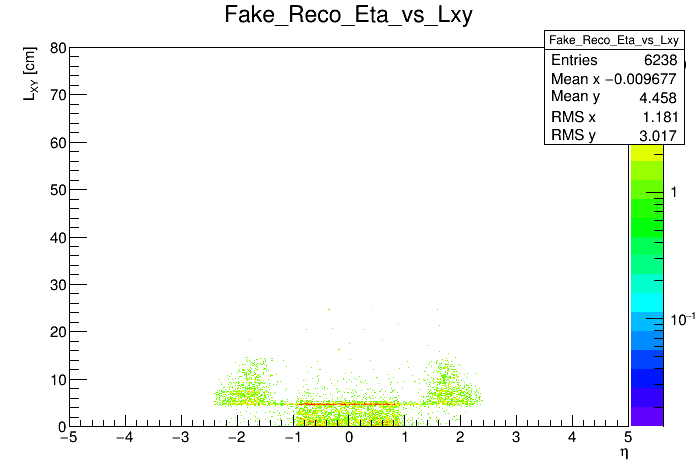 Fake_Reco_Eta_vs_Lxy
Fake_Reco_Eta_vs_Lxy
Entries 6238
Mean x −0.009677
Mean y 4.458
RMS x 1.181
RMS y 3.017
L_XY [cm]
80
70
60
50
40
30
20
10
0
−5 −4 −3 −2 −1 0 1 2 3 4 5
η
1
10^−1